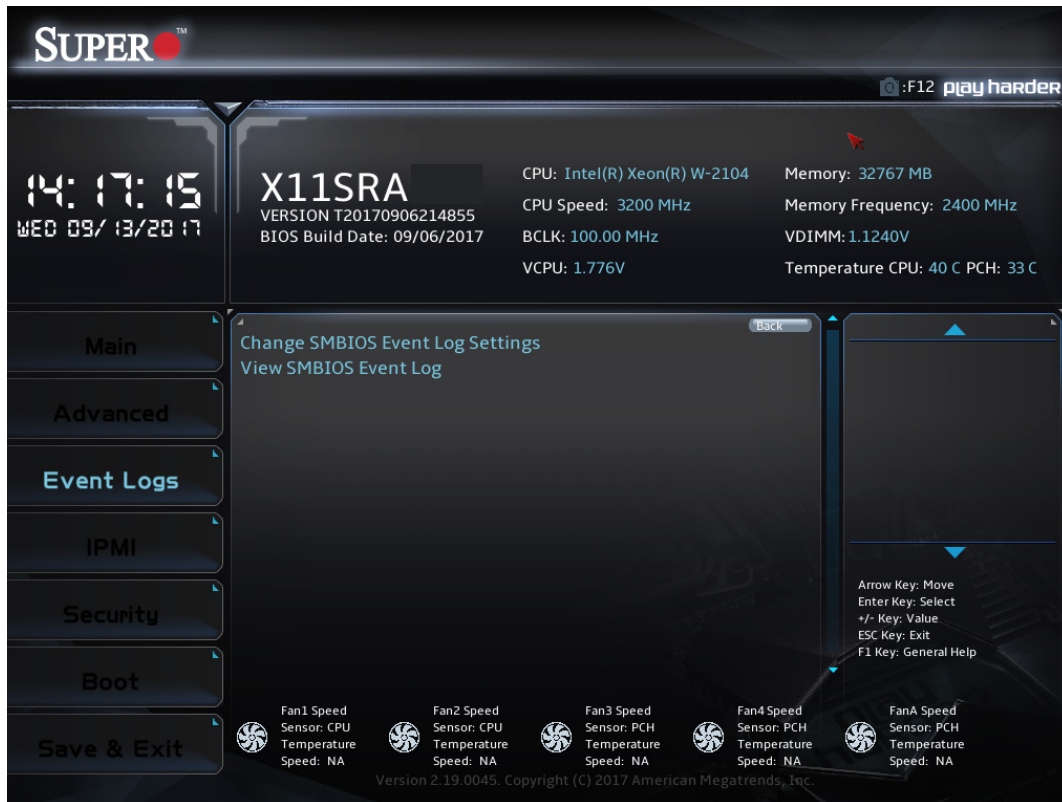 SUPER TM
:F12 play harder
14:17:15
WED 09/13/2017
X11SRA
VERSION T20170906214855
BIOS Build Date: 09/06/2017
CPU: Intel(R) Xeon(R) W-2104
CPU Speed: 3200 MHz
BCLK: 100.00 MHz
VCPU: 1.776V
Memory: 32767 MB
Memory Frequency: 2400 MHz
VDIMM: 1.1240V
Temperature CPU: 40 C PCH: 33 C
Main
Advanced
Event Logs
IPMI
Security
Boot
Save & Exit
Back
Change SMBIOS Event Log Settings
View SMBIOS Event Log
Arrow Key: Move
Enter Key: Select
+/- Key: Value
ESC Key: Exit
F1 Key: General Help
Fan1 Speed
Sensor: CPU
Temperature
Speed: NA
Fan2 Speed
Sensor: CPU
Temperature
Speed: NA
Fan3 Speed
Sensor: PCH
Temperature
Speed: NA
Fan4 Speed
Sensor: PCH
Temperature
Speed: NA
FanA Speed
Sensor: PCH
Temperature
Speed: NA
Version 2.19.0045. Copyright (C) 2017 American Megatrends, Inc.